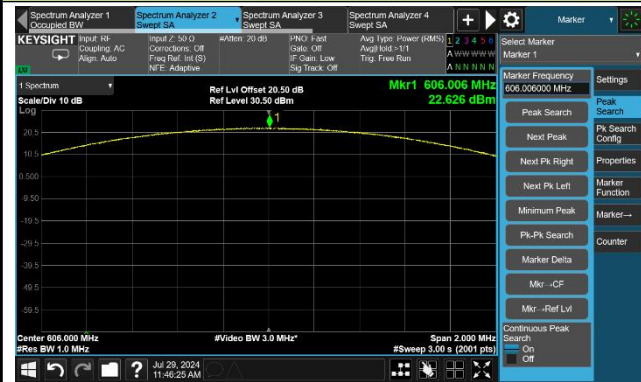 Spectrum Analyzer 1
Occupied BW
Spectrum Analyzer 2
Swept SA
Spectrum Analyzer 3
Swept SA
Spectrum Analyzer 4
Swept SA
+
Marker
KEYSIGHT
Input: RF
Coupling: AC
Align: Auto
Input Z: 50 Ω
Corrections: Off
Freq Ref: Int (S)
NFE: Adaptive
#Atten: 20 dB
PNO: Fast
Gate: Off
IF Gain: Low
Sig Track: Off
Avg Type: Power (RMS)
Avg|Hold:>1/1
Trig: Free Run
1 2 3 4 5 6
A W W W W W
A N N N N N
Select Marker
Marker 1
1 Spectrum
Scale/Div 10 dB
Ref Lvl Offset 20.50 dB
Ref Level 30.50 dBm
Mkr1 606.006 MHz
22.626 dBm
Log
1
20.5
10.5
0.500
-9.50
-19.5
-29.5
-39.5
-49.5
-59.5
Center 606.000 MHz
#Res BW 1.0 MHz
#Video BW 3.0 MHz*
Span 2.000 MHz
#Sweep 3.00 s (2001 pts)
Marker Frequency
606.006000 MHz
Peak Search
Next Peak
Next Pk Right
Next Pk Left
Minimum Peak
Pk-Pk Search
Marker Delta
Mkr→CF
Mkr→Ref Lvl
Continuous Peak
Search
On
Off
Settings
Peak
Search
Pk Search
Config
Properties
Marker
Function
Marker→
Counter
?
Jul 29, 2024
11:46:25 AM